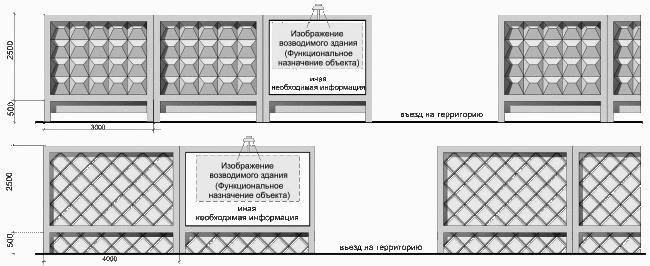 2500
500
3000
Изображение
возводимого здания
(Функциональное
назначение объекта)
иная
необходимая информация
въезд на территорию
2500
500
4000
Изображение
возводимого здания
(Функциональное
назначение объекта)
иная
необходимая информация
въезд на территорию